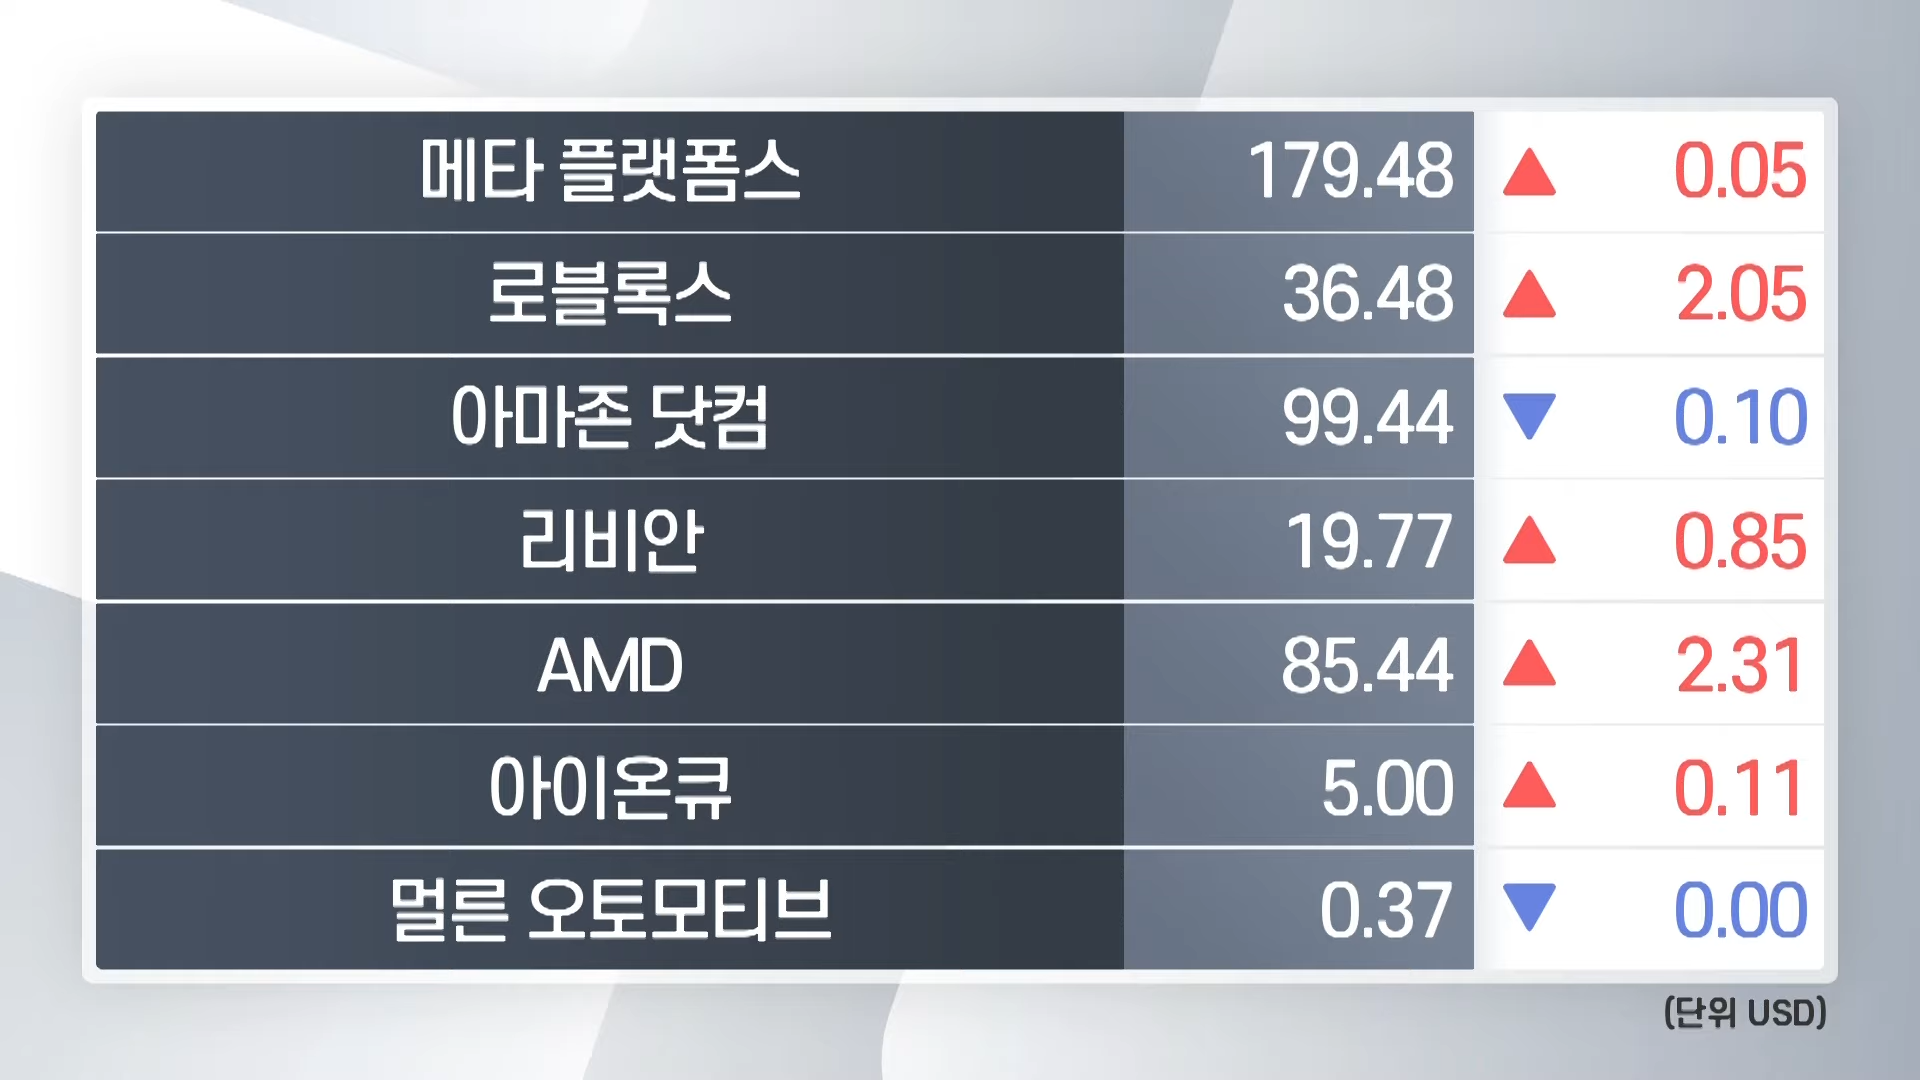 메타 플랫폼스 179.48 ▲ 0.05
로블록스 36.48 ▲ 2.05
아마존 닷컴 99.44 ▼ 0.10
리비안 19.77 ▲ 0.85
AMD 85.44 ▲ 2.31
아이온큐 5.00 ▲ 0.11
멀른 오토모티브 0.37 ▼ 0.00
(단위 USD)